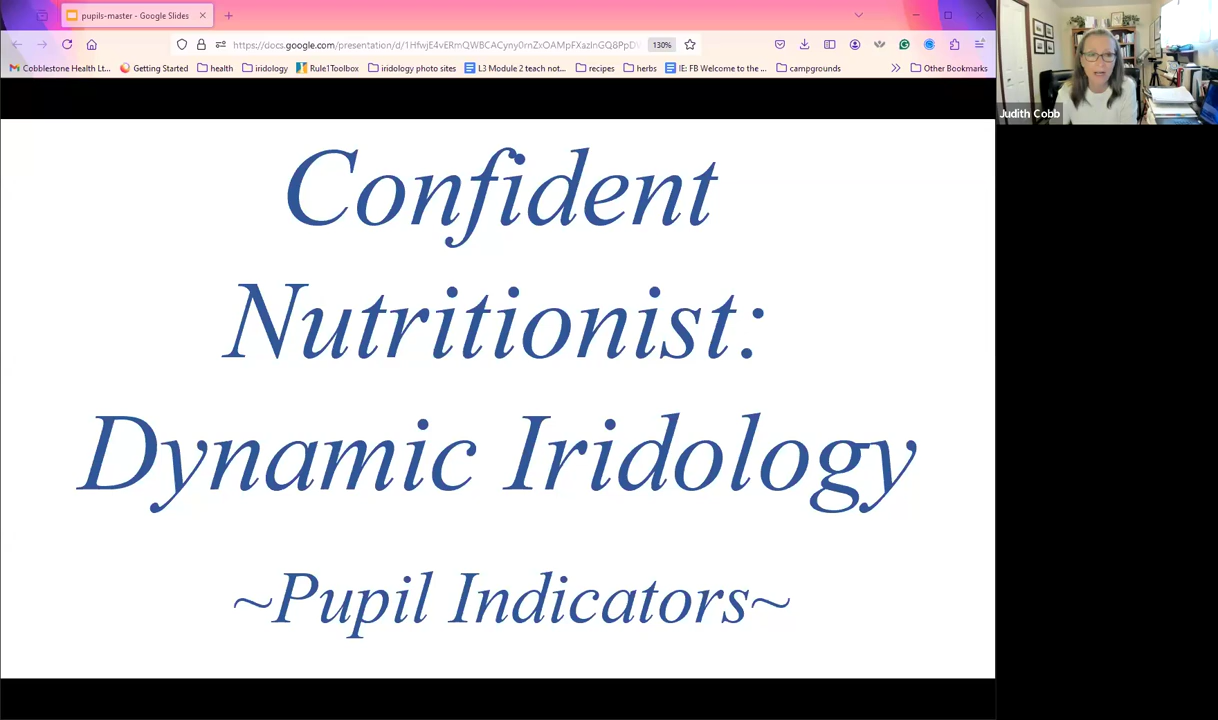 pupils-master - Google Slides
https://docs.google.com/presentation/d/1HfwjE4vERmQWBCACyny0rnZxOAMpFXazlnGQ8PpDV
130%
Cobblestone Health Lt...
Getting Started
health
iridology
Rule1Toolbox
iridology photo sites
L3 Module 2 teach not...
recipes
herbs
IE: FB Welcome to the ...
campgrounds
Other Bookmarks
Judith Cobb
Confident
Nutritionist:
Dynamic Iridology
~Pupil Indicators~